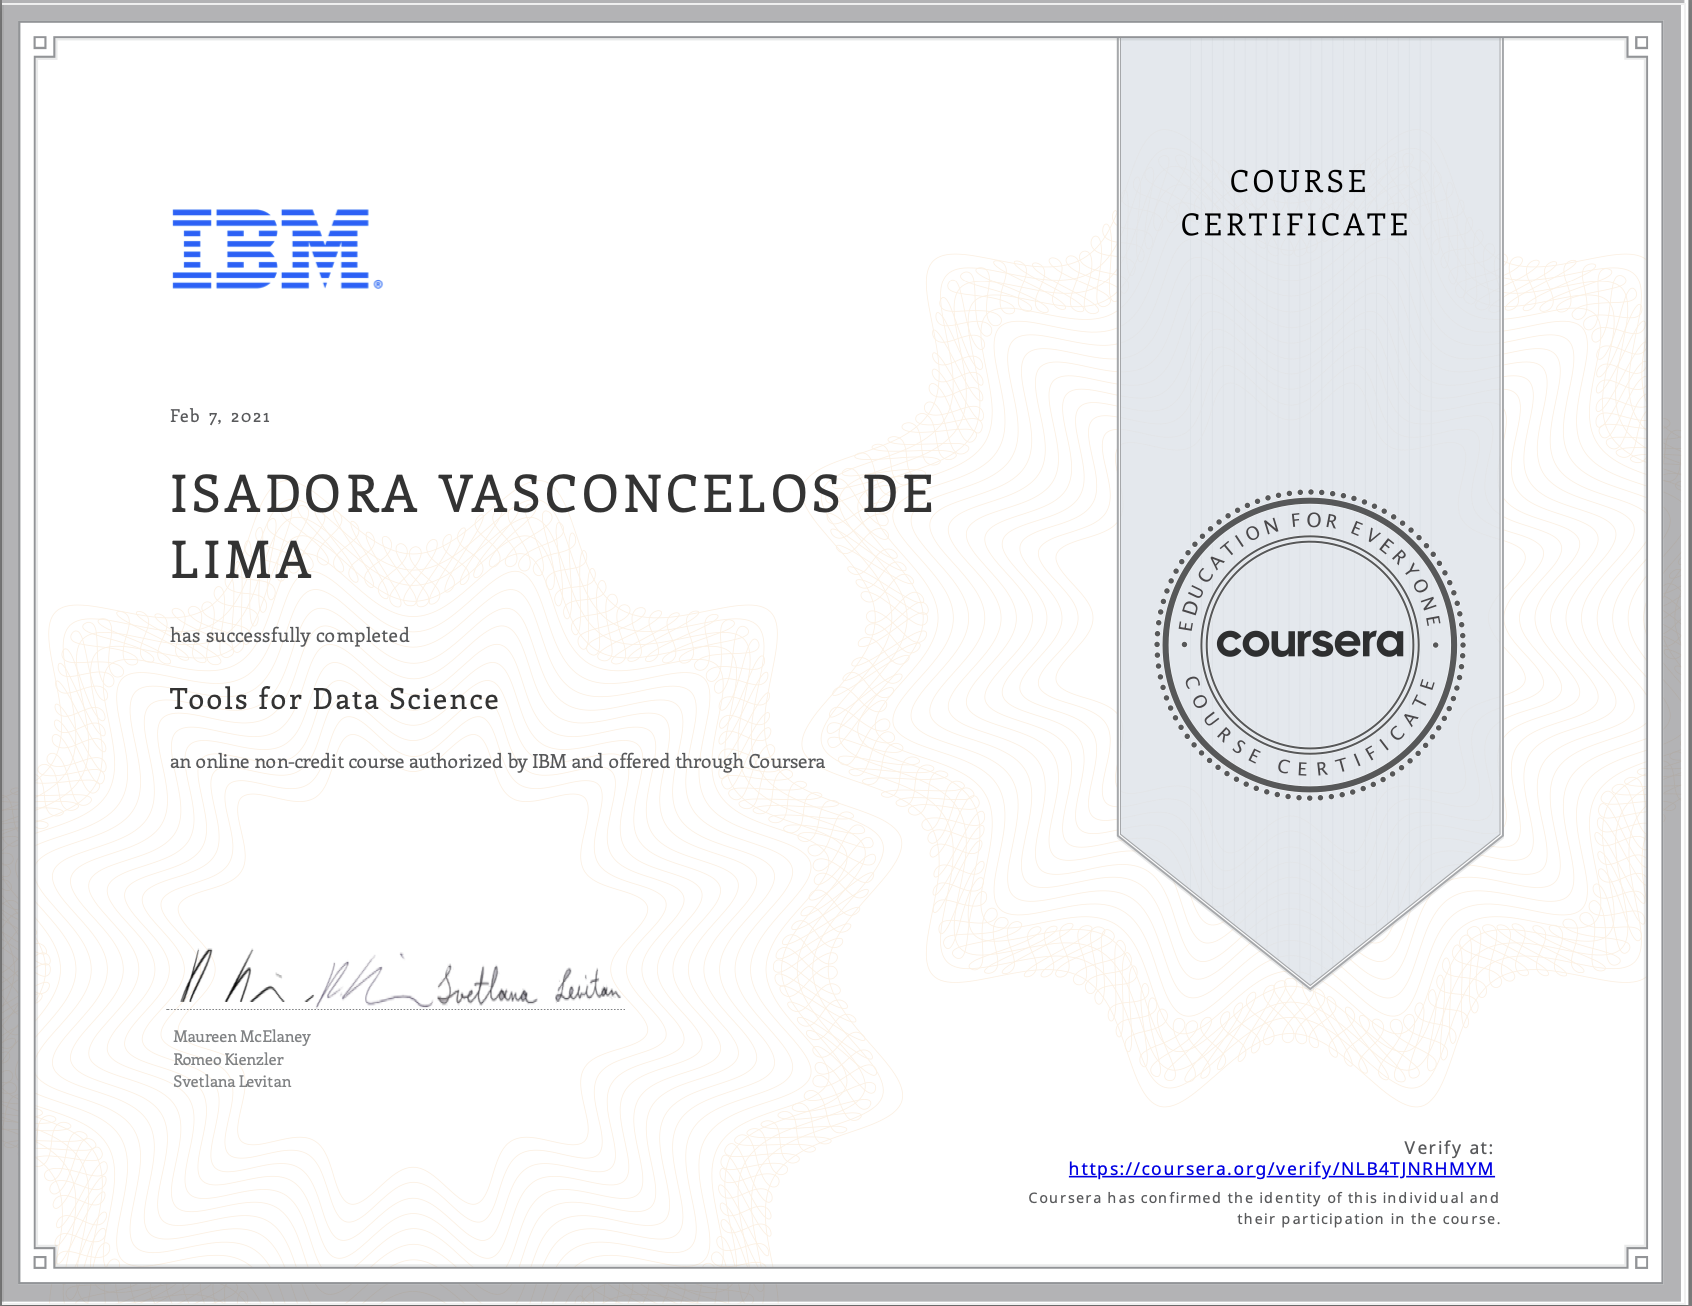 COURSE
CERTIFICATE
IBM®
Feb 7, 2021
ISADORA VASCONCELOS DE
LIMA
has successfully completed
Tools for Data Science
an online non-credit course authorized by IBM and offered through Coursera
EDUCATION FOR EVERYONE
coursera
COURSE CERTIFICATE
Svetlana Levitan
Maureen McElaney
Romeo Kienzler
Svetlana Levitan
Verify at:
https://coursera.org/verify/NLB4TJNRHMYM
Coursera has confirmed the identity of this individual and
their participation in the course.